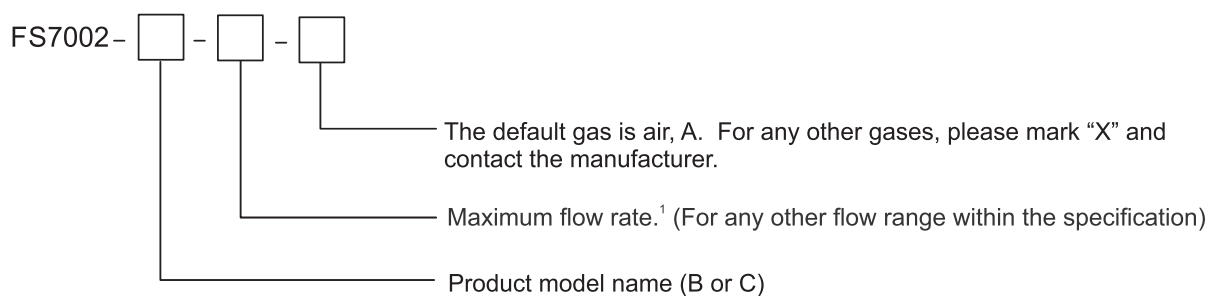 FS7002- - -
The default gas is air, A. For any other gases, please mark “X” and
contact the manufacturer.
Maximum flow rate.¹ (For any other flow range within the specification)
Product model name (B or C)